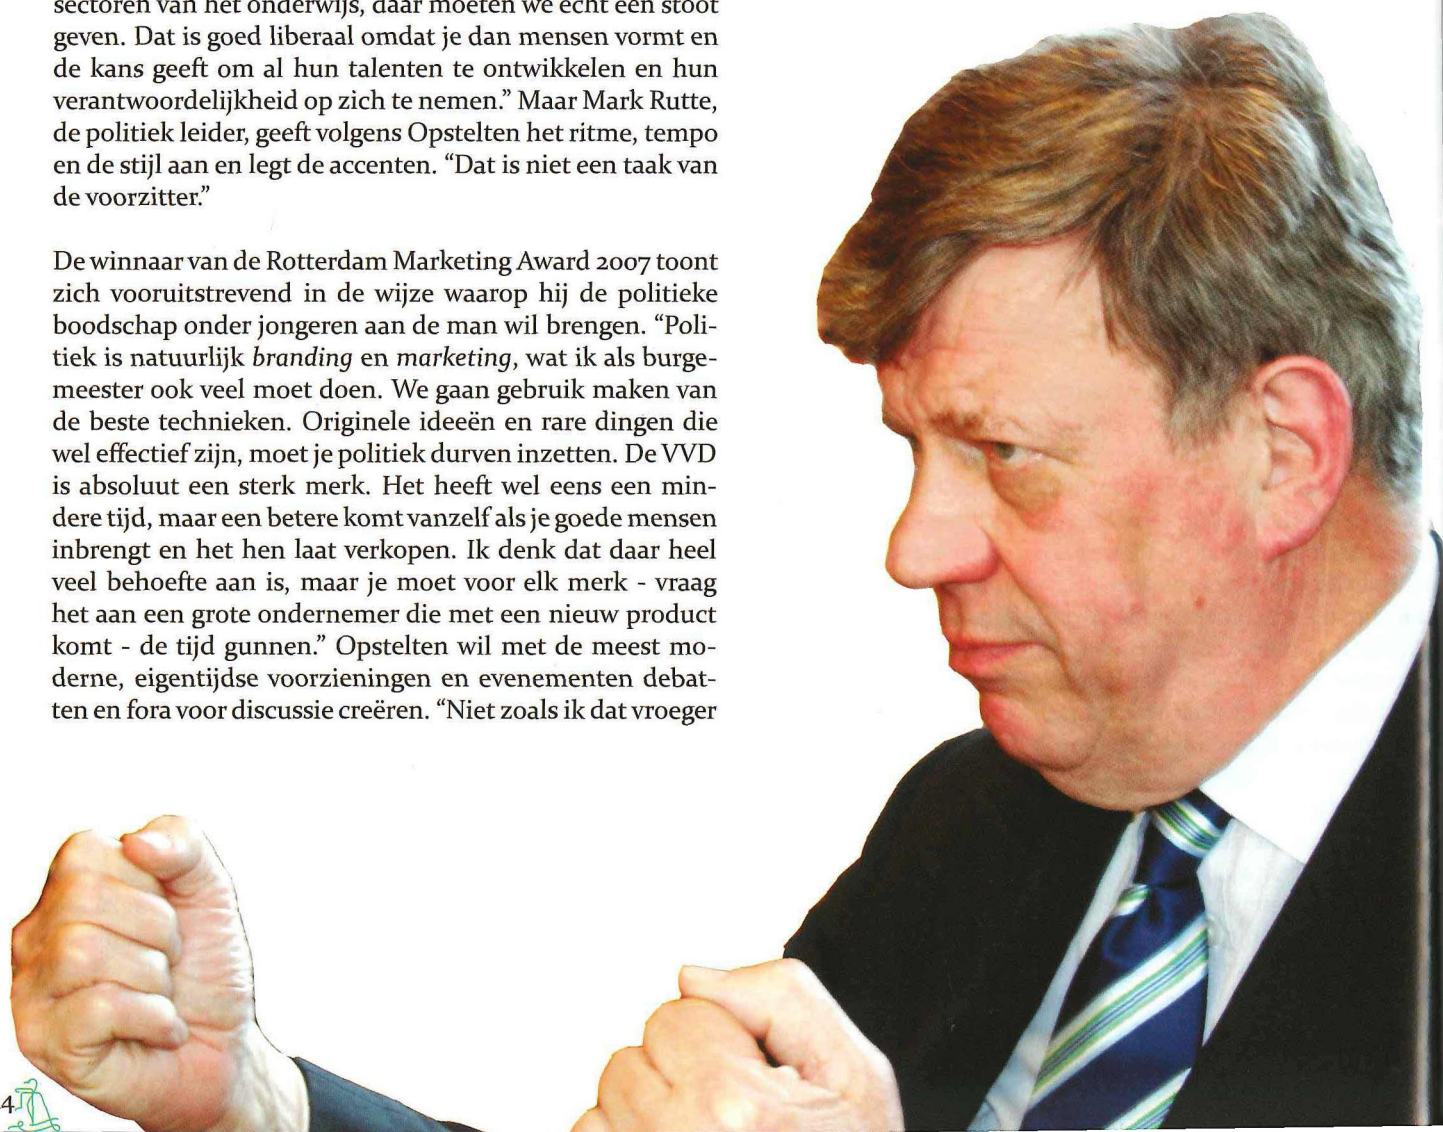 sectoren van het onderwijs, daar moeten we echt een stoot
geven. Dat is goed liberaal omdat je dan mensen vormt en
de kans geeft om al hun talenten te ontwikkelen en hun
verantwoordelijkheid op zich te nemen.” Maar Mark Rutte,
de politiek leider, geeft volgens Opstelten het ritme, tempo
en de stijl aan en legt de accenten. “Dat is niet een taak van
de voorzitter.”
De winnaar van de Rotterdam Marketing Award 2007 toont
zich vooruitstrevend in de wijze waarop hij de politieke
boodschap onder jongeren aan de man wil brengen. “Poli-
tiek is natuurlijk branding en marketing, wat ik als burge-
meester ook veel moet doen. We gaan gebruik maken van
de beste technieken. Originele ideeën en rare dingen die
wel effectief zijn, moet je politiek durven inzetten. De VVD
is absoluut een sterk merk. Het heeft wel eens een min-
dere tijd, maar een betere komt vanzelf als je goede mensen
inbrengt en het hen laat verkopen. Ik denk dat daar heel
veel behoefte aan is, maar je moet voor elk merk - vraag
het aan een grote ondernemer die met een nieuw product
komt - de tijd gunnen.” Opstelten wil met de meest mo-
derne, eigentijdse voorzieningen en evenementen debat-
ten en fora voor discussie creëren. “Niet zoals ik dat vroeger
4